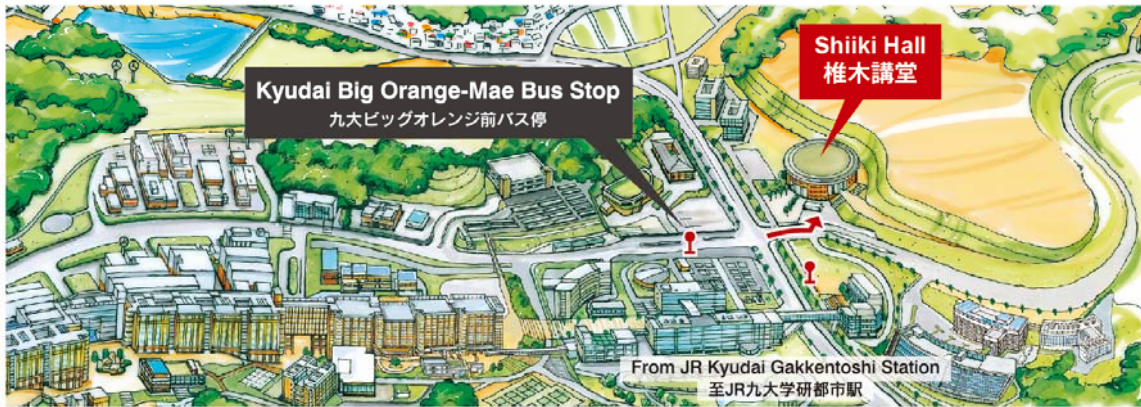 Shiiki Hall
椎木講堂
Kyudai Big Orange-Mae Bus Stop
九大ビッグオレンジ前バス停
From JR Kyudai Gakkentoshi Station
至JR九大学研都市駅